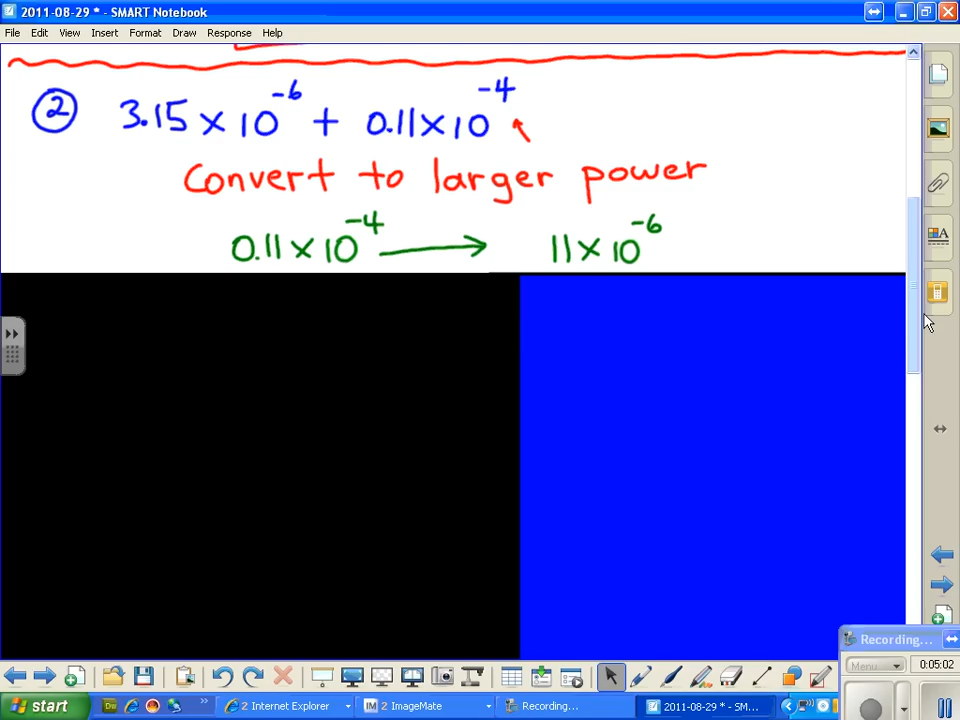 2011-08-29 * - SMART Notebook
File Edit View Insert Format Draw Response Help
② 3.15 × 10⁻⁶ + 0.11 × 10⁻⁴
Convert to larger power
0.11 × 10⁻⁴ → 11 × 10⁻⁶
Recording...
Menu
0:05:02
start
2 Internet Explorer
2 ImageMate
Recording...
2011-08-29 * - SM...